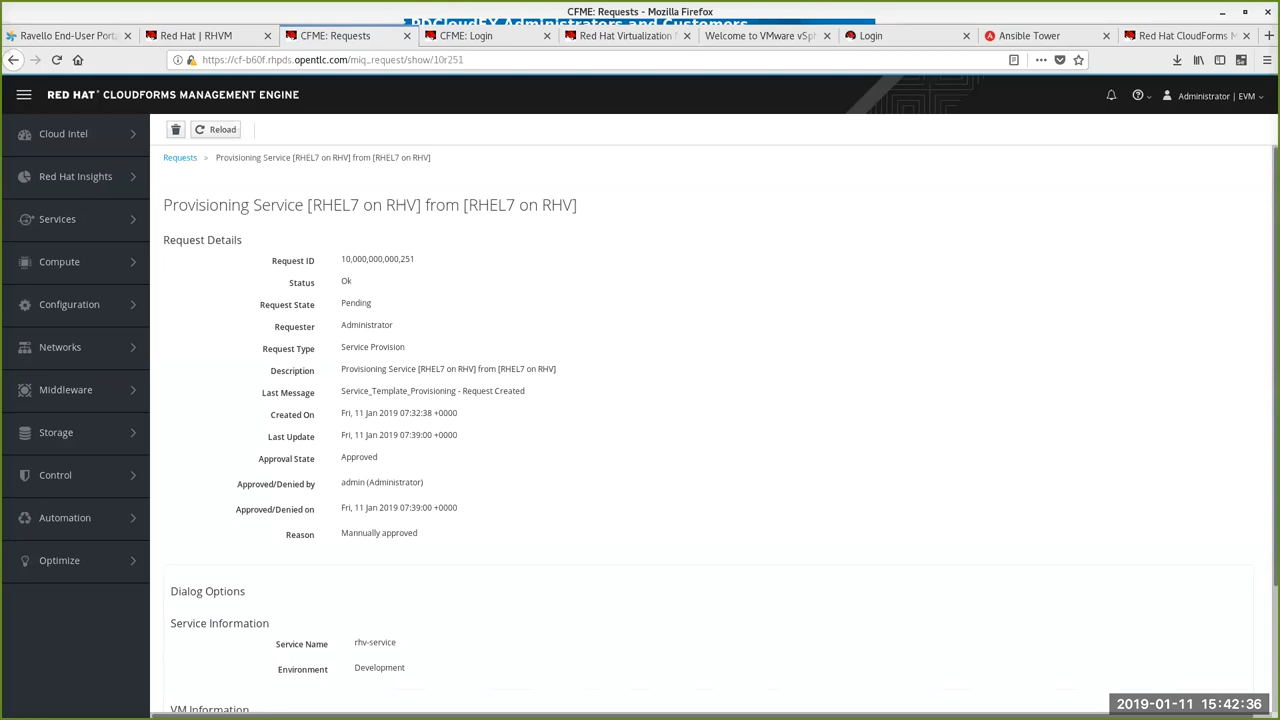 CFME: Requests - Mozilla Firefox
PDCloudEX Administrators and Customers
Ravello End-User Port
Red Hat | RHVM
CFME: Requests
CFME: Login
Red Hat Virtualization
Welcome to VMware vSph
Login
Ansible Tower
Red Hat CloudForms M
https://cf-b60f.rhpds.opentlc.com/miq_request/show/10r251
RED HAT® CLOUDFORMS MANAGEMENT ENGINE
Administrator | EVM
Cloud Intel
Red Hat Insights
Services
Compute
Configuration
Networks
Middleware
Storage
Control
Automation
Optimize
Reload
Requests » Provisioning Service [RHEL7 on RHV] from [RHEL7 on RHV]
Provisioning Service [RHEL7 on RHV] from [RHEL7 on RHV]
Request Details
Request ID 10,000,000,000,251
Status Ok
Request State Pending
Requester Administrator
Request Type Service Provision
Description Provisioning Service [RHEL7 on RHV] from [RHEL7 on RHV]
Last Message Service_Template_Provisioning - Request Created
Created On Fri, 11 Jan 2019 07:32:38 +0000
Last Update Fri, 11 Jan 2019 07:39:00 +0000
Approval State Approved
Approved/Denied by admin (Administrator)
Approved/Denied on Fri, 11 Jan 2019 07:39:00 +0000
Reason Mannually approved
Dialog Options
Service Information
Service Name rhv-service
Environment Development
VM Information
2019-01-11 15:42:36